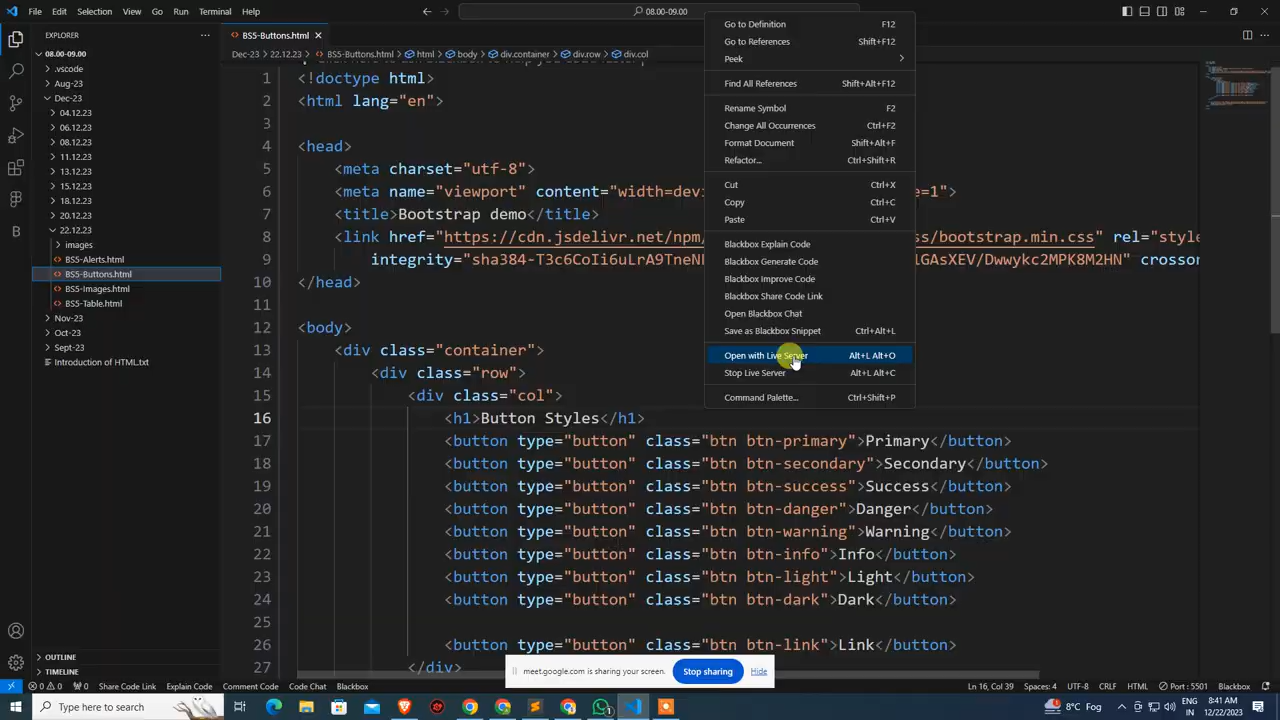 File Edit Selection View Go Run Terminal Help
08.00-09.00
EXPLORER
08.00-09.00
.vscode
Aug-23
Dec-23
04.12.23
06.12.23
08.12.23
11.12.23
13.12.23
15.12.23
18.12.23
20.12.23
22.12.23
images
BS5-Alerts.html
BS5-Buttons.html
BS5-Images.html
BS5-Table.html
Nov-23
Oct-23
Sept-23
Introduction of HTML.txt
OUTLINE
TIMELINE
BS5-Buttons.html
Dec-23 > 22.12.23 > BS5-Buttons.html > html > body > div.container > div.row > div.col
1 <!doctype html>
2 <html lang="en">
3
4 <head>
5 <meta charset="utf-8">
6 <meta name="viewport" content="width=devi =1">
7 <title>Bootstrap demo</title>
8 <link href="https://cdn.jsdelivr.net/npm/ ss/bootstrap.min.css" rel="style
9 integrity="sha384-T3c6CoIi6uLrA9TneNE lGAsXEV/Dwwykc2MPK8M2HN" crossor
10 </head>
11
12 <body>
13 <div class="container">
14 <div class="row">
15 <div class="col">
16 <h1>Button Styles</h1>
17 <button type="button" class="btn btn-primary">Primary</button>
18 <button type="button" class="btn btn-secondary">Secondary</button>
19 <button type="button" class="btn btn-success">Success</button>
20 <button type="button" class="btn btn-danger">Danger</button>
21 <button type="button" class="btn btn-warning">Warning</button>
22 <button type="button" class="btn btn-info">Info</button>
23 <button type="button" class="btn btn-light">Light</button>
24 <button type="button" class="btn btn-dark">Dark</button>
25
26 <button type="button" class="btn btn-link">Link</button>
27 </div>
Go to Definition F12
Go to References Shift+F12
Peek
Find All References Shift+Alt+F12
Rename Symbol F2
Change All Occurrences Ctrl+F2
Format Document Shift+Alt+F
Refactor... Ctrl+Shift+R
Cut Ctrl+X
Copy Ctrl+C
Paste Ctrl+V
Blackbox Explain Code
Blackbox Generate Code
Blackbox Improve Code
Blackbox Share Code Link
Open Blackbox Chat
Save as Blackbox Snippet Ctrl+Alt+L
Open with Live Server Alt+L Alt+O
Stop Live Server Alt+L Alt+C
Command Palette... Ctrl+Shift+P
meet.google.com is sharing your screen. Stop sharing Hide
0 0 0 Share Code Link Explain Code Comment Code Code Chat Blackbox Ln 16, Col 39 Spaces: 4 UTF-8 CRLF HTML Port : 5501 Blackbox
Type here to search 1 8°C Fog ENG IN 8:41 AM 12/22/2023